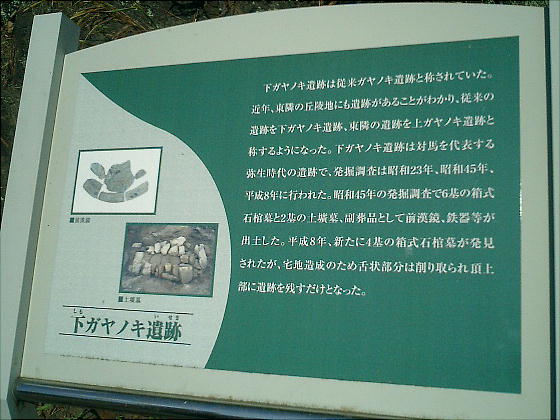 下ガヤノキ遺跡は従来ガヤノキ遺跡と称されていた。
近年、東隣の丘陵地にも遺跡があることがわかり、従来の
遺跡を下ガヤノキ遺跡、東隣の遺跡を上ガヤノキ遺跡と
称するようになった。下ガヤノキ遺跡は対馬を代表する
弥生時代の遺跡で、発掘調査は昭和23年、昭和45年、
平成8年に行われた。昭和45年の発掘調査で6基の箱式
石棺墓と2基の土壙墓、副葬品として前漢鏡、鉄器等が
出土した。平成8年、新たに4基の箱式石棺墓が発見
されたが、宅地造成のため舌状部分は削り取られ頂上
部に遺跡を残すだけとなった。
■前漢鏡
■土壙墓
しも いせき
下ガヤノキ遺跡